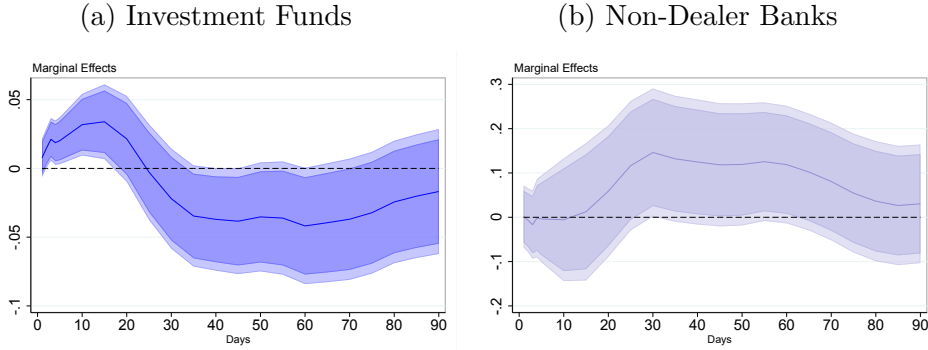 (a) Investment Funds
(b) Non-Dealer Banks
Marginal Effects
.05
0
-.05
-.1
0 10 20 30 40 50 60 70 80 90
Days
Marginal Effects
.3
.2
.1
0
-.1
-.2
0 10 20 30 40 50 60 70 80 90
Days